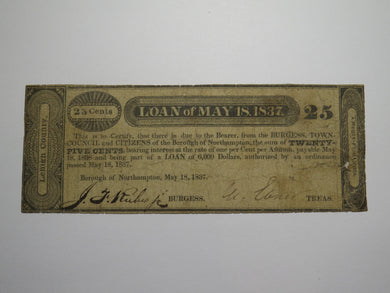 25 Cents
LOAN of MAY 18, 1837.
25
Lehigh County.
This is to Certify, that there is due to the Bearer, from the BURGESS, TOWN-
COUNCIL and CITIZENS of the Borough of Northampton, the sum of TWENTY-
FIVE CENTS, bearing interest at the rate of one per Cent per Annum, payable May
18, 1838 and being part of a LOAN of 6,000 Dollars, authorized by an ordinance
passed May 18, 1837.
Borough of Northampton, May 18, 1837.
BURGESS.
TREAS.